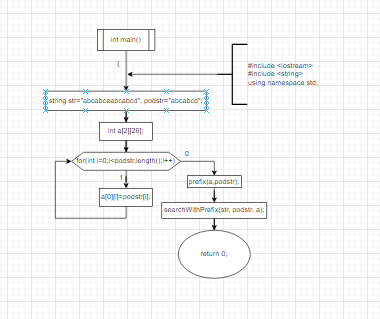 int main()
{
#include <iostream>
#include <string>
using namespace std;
string str="abcabceabcabcd", podstr="abcabcd";
int a[2][26];
for(int i=0;i<podstr.length();i++)
0
1
a[0][i]=podstr[i];
prefix(a,podstr);
searchWithPrefix(str, podstr, a);
return 0;